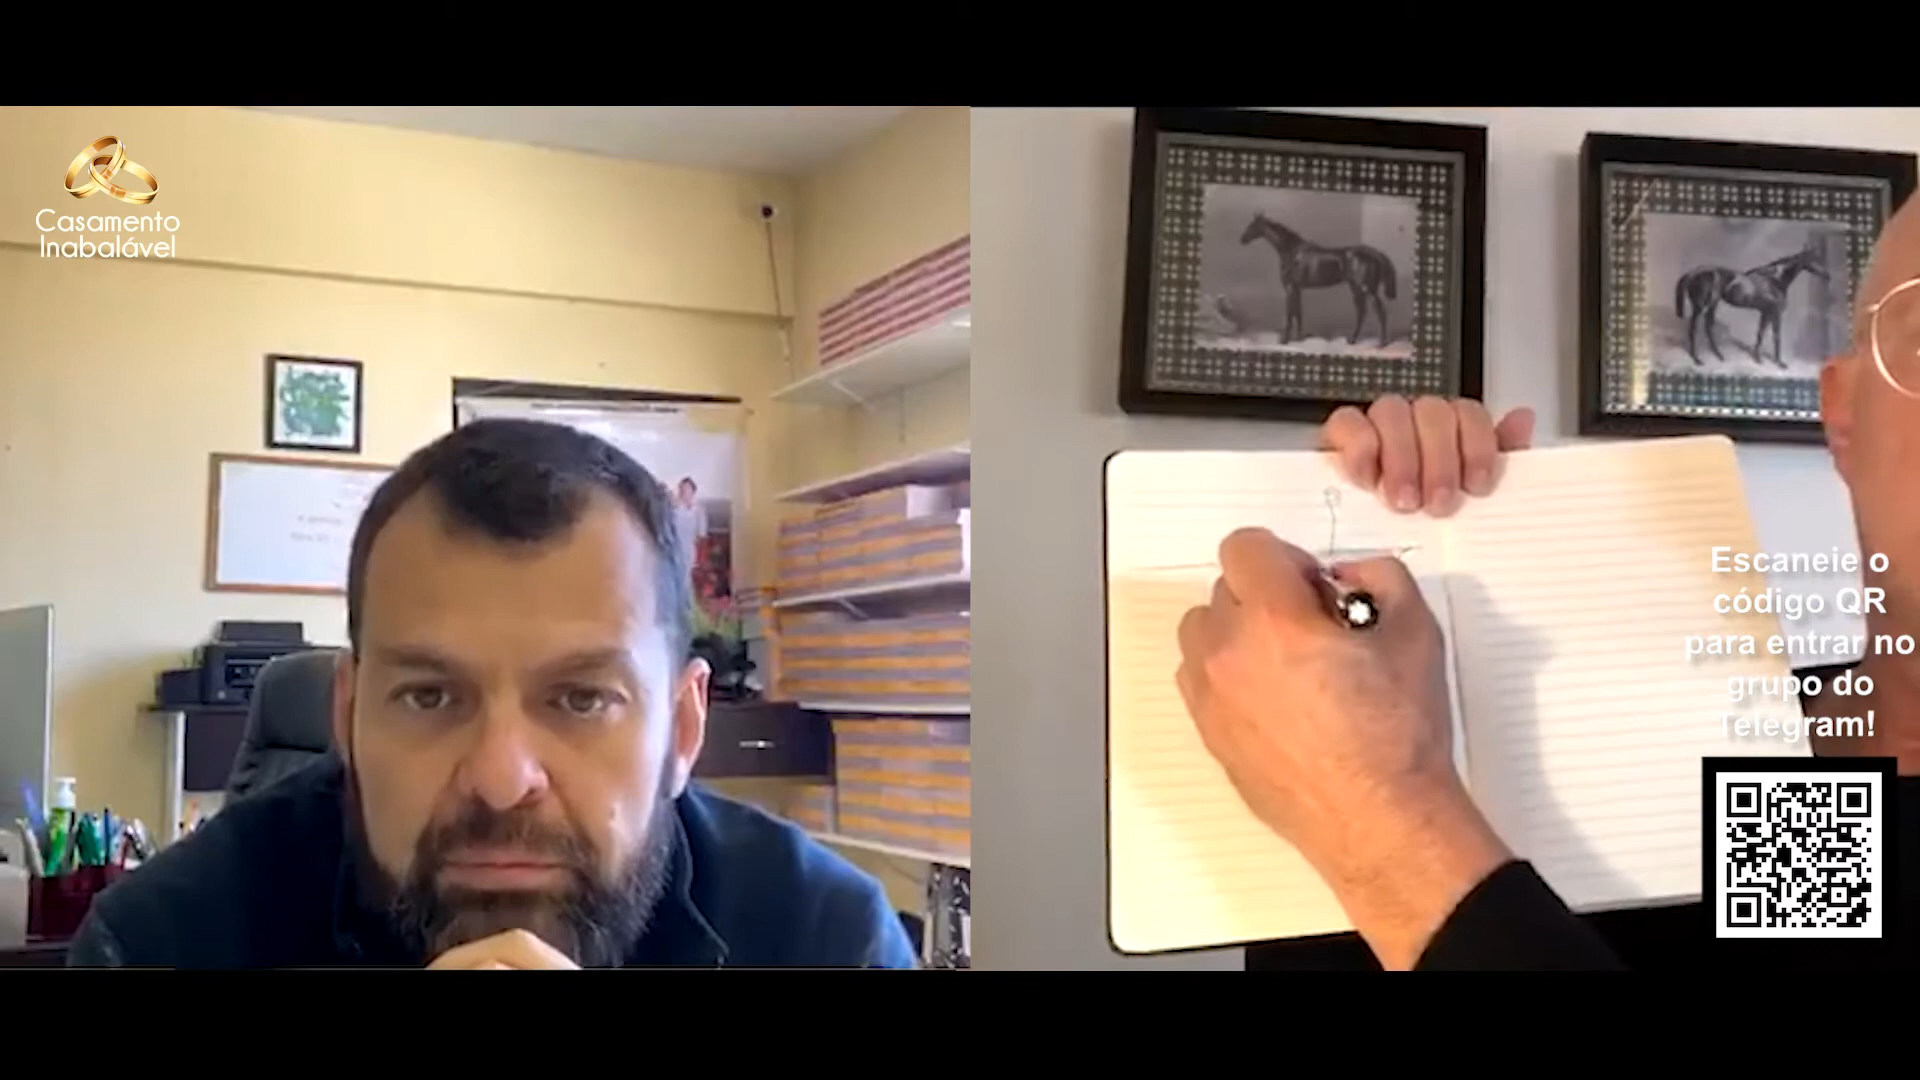 Casamento
Inabalável
Escaneie o
código QR
para entrar no
grupo do
Telegram!